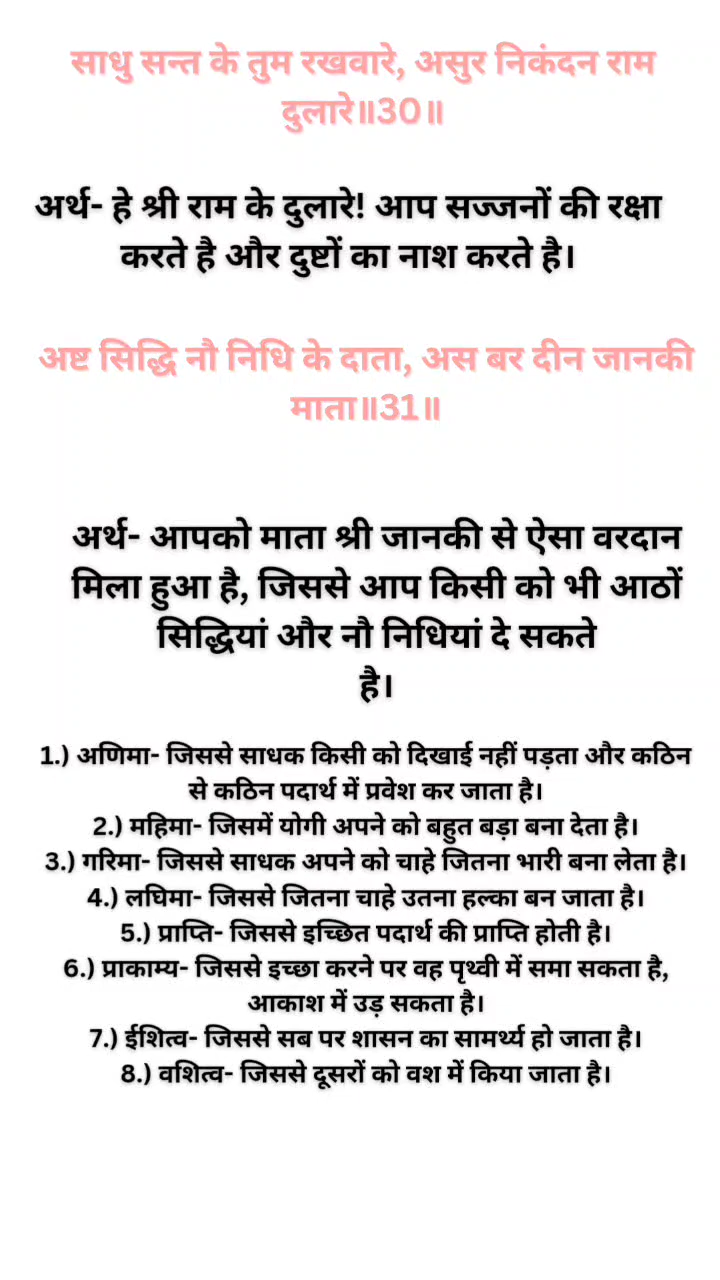 साधु सन्त के तुम रखवारे, असुर निकंदन राम
दुलारे॥30॥
अर्थ- हे श्री राम के दुलारे! आप सज्जनों की रक्षा
करते है और दुष्टों का नाश करते है।
अष्ट सिद्धि नौ निधि के दाता, अस बर दीन जानकी
माता॥31॥
अर्थ- आपको माता श्री जानकी से ऐसा वरदान
मिला हुआ है, जिससे आप किसी को भी आठों
सिद्धियां और नौ निधियां दे सकते
है।
1.) अणिमा- जिससे साधक किसी को दिखाई नहीं पड़ता और कठिन
से कठिन पदार्थ में प्रवेश कर जाता है।
2.) महिमा- जिसमें योगी अपने को बहुत बड़ा बना देता है।
3.) गरिमा- जिससे साधक अपने को चाहे जितना भारी बना लेता है।
4.) लघिमा- जिससे जितना चाहे उतना हल्का बन जाता है।
5.) प्राप्ति- जिससे इच्छित पदार्थ की प्राप्ति होती है।
6.) प्राकाम्य- जिससे इच्छा करने पर वह पृथ्वी में समा सकता है,
आकाश में उड़ सकता है।
7.) ईशित्व- जिससे सब पर शासन का सामर्थ्य हो जाता है।
8.) वशित्व- जिससे दूसरों को वश में किया जाता है।